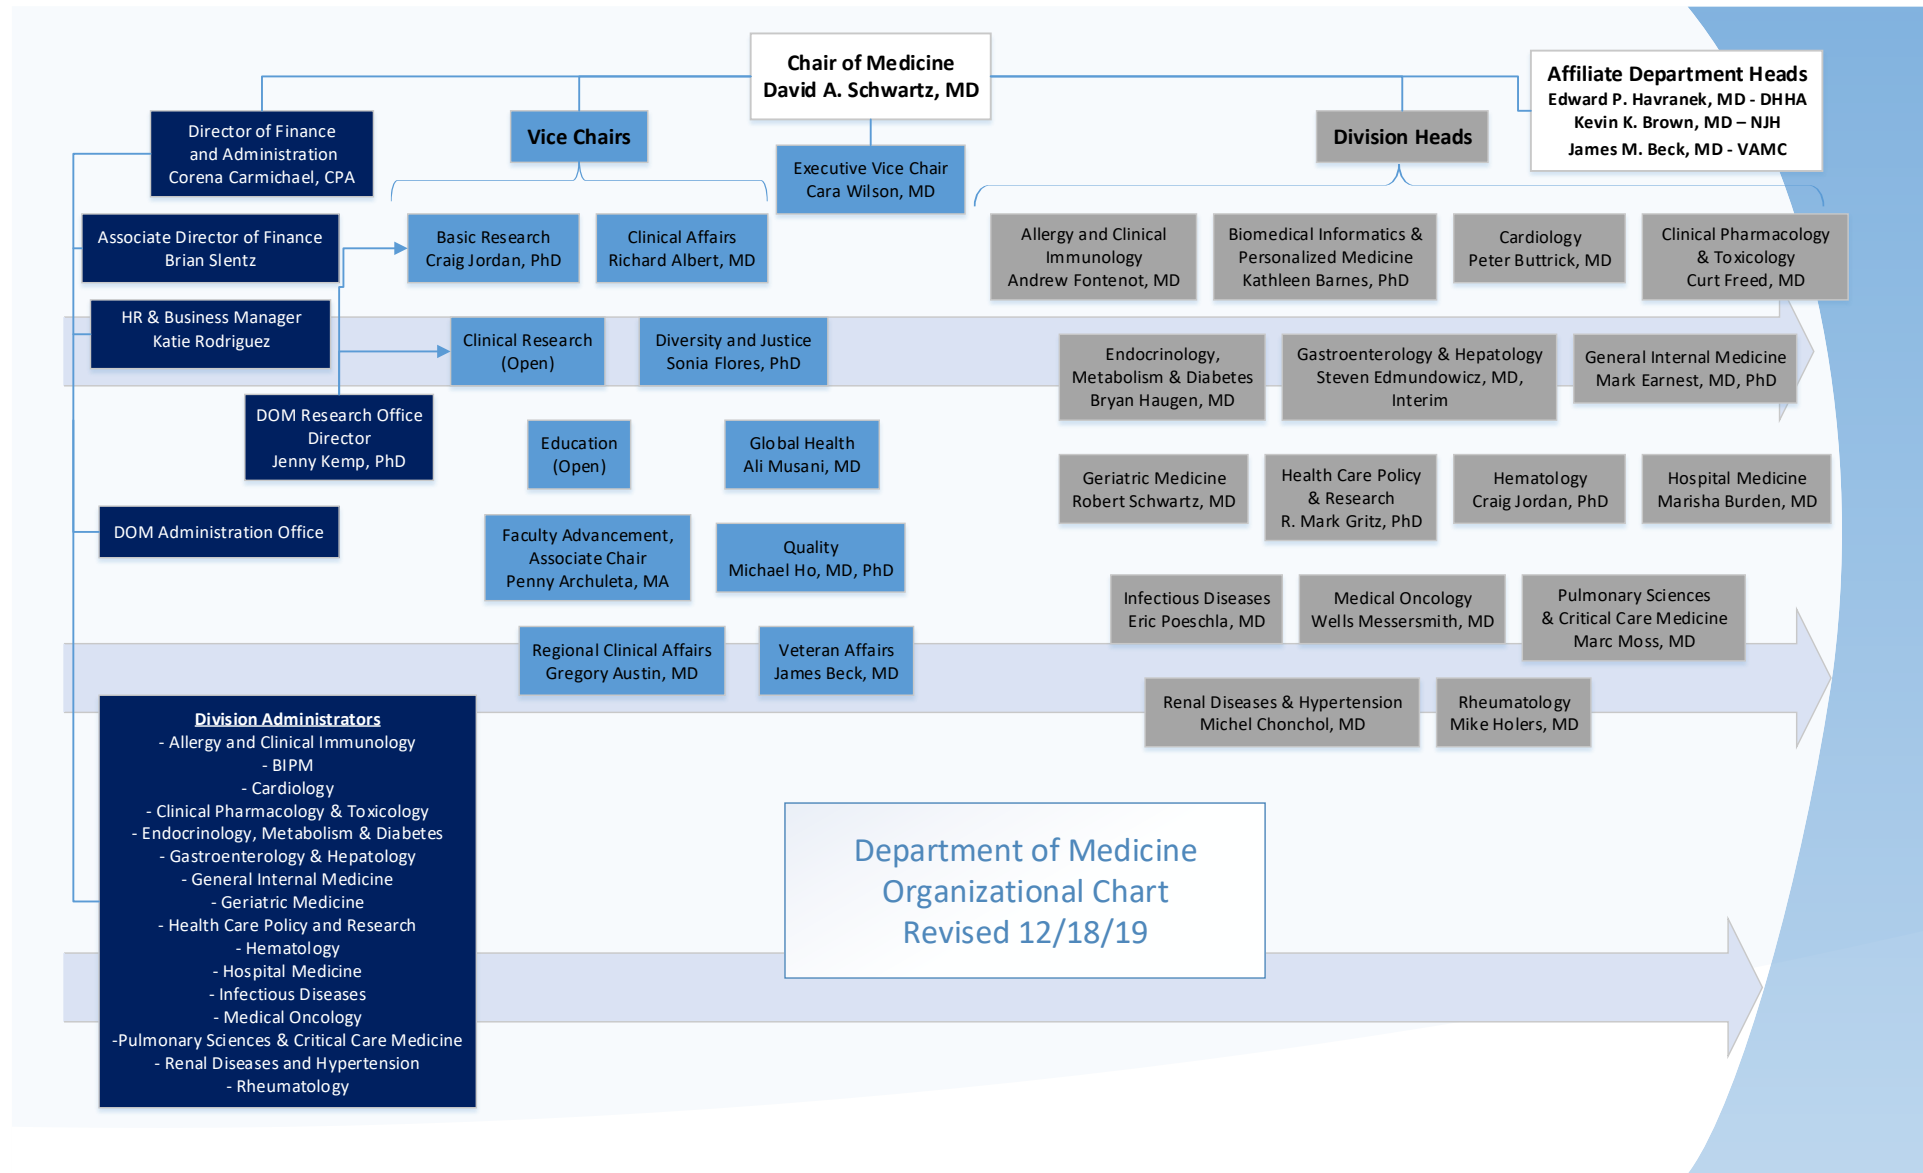 Chair of Medicine
David A. Schwartz, MD
Affiliate Department Heads
Edward P. Havranek, MD - DHHA
Kevin K. Brown, MD – NJH
James M. Beck, MD - VAMC
Director of Finance
and Administration
Corena Carmichael, CPA
Vice Chairs
Executive Vice Chair
Cara Wilson, MD
Division Heads
Associate Director of Finance
Brian Slentz
HR & Business Manager
Katie Rodriguez
DOM Research Office
Director
Jenny Kemp, PhD
DOM Administration Office
Basic Research
Craig Jordan, PhD
Clinical Affairs
Richard Albert, MD
Clinical Research
(Open)
Diversity and Justice
Sonia Flores, PhD
Education
(Open)
Global Health
Ali Musani, MD
Faculty Advancement,
Associate Chair
Penny Archuleta, MA
Quality
Michael Ho, MD, PhD
Regional Clinical Affairs
Gregory Austin, MD
Veteran Affairs
James Beck, MD
Allergy and Clinical
Immunology
Andrew Fontenot, MD
Biomedical Informatics &
Personalized Medicine
Kathleen Barnes, PhD
Cardiology
Peter Buttrick, MD
Clinical Pharmacology
& Toxicology
Curt Freed, MD
Endocrinology,
Metabolism & Diabetes
Bryan Haugen, MD
Gastroenterology & Hepatology
Steven Edmundowicz, MD,
Interim
General Internal Medicine
Mark Earnest, MD, PhD
Geriatric Medicine
Robert Schwartz, MD
Health Care Policy
& Research
R. Mark Gritz, PhD
Hematology
Craig Jordan, PhD
Hospital Medicine
Marisha Burden, MD
Infectious Diseases
Eric Poeschla, MD
Medical Oncology
Wells Messersmith, MD
Pulmonary Sciences
& Critical Care Medicine
Marc Moss, MD
Renal Diseases & Hypertension
Michel Chonchol, MD
Rheumatology
Mike Holers, MD
Division Administrators
- Allergy and Clinical Immunology
- BIPM
- Cardiology
- Clinical Pharmacology & Toxicology
- Endocrinology, Metabolism & Diabetes
- Gastroenterology & Hepatology
- General Internal Medicine
- Geriatric Medicine
- Health Care Policy and Research
- Hematology
- Hospital Medicine
- Infectious Diseases
- Medical Oncology
-Pulmonary Sciences & Critical Care Medicine
- Renal Diseases and Hypertension
- Rheumatology
Department of Medicine
Organizational Chart
Revised 12/18/19